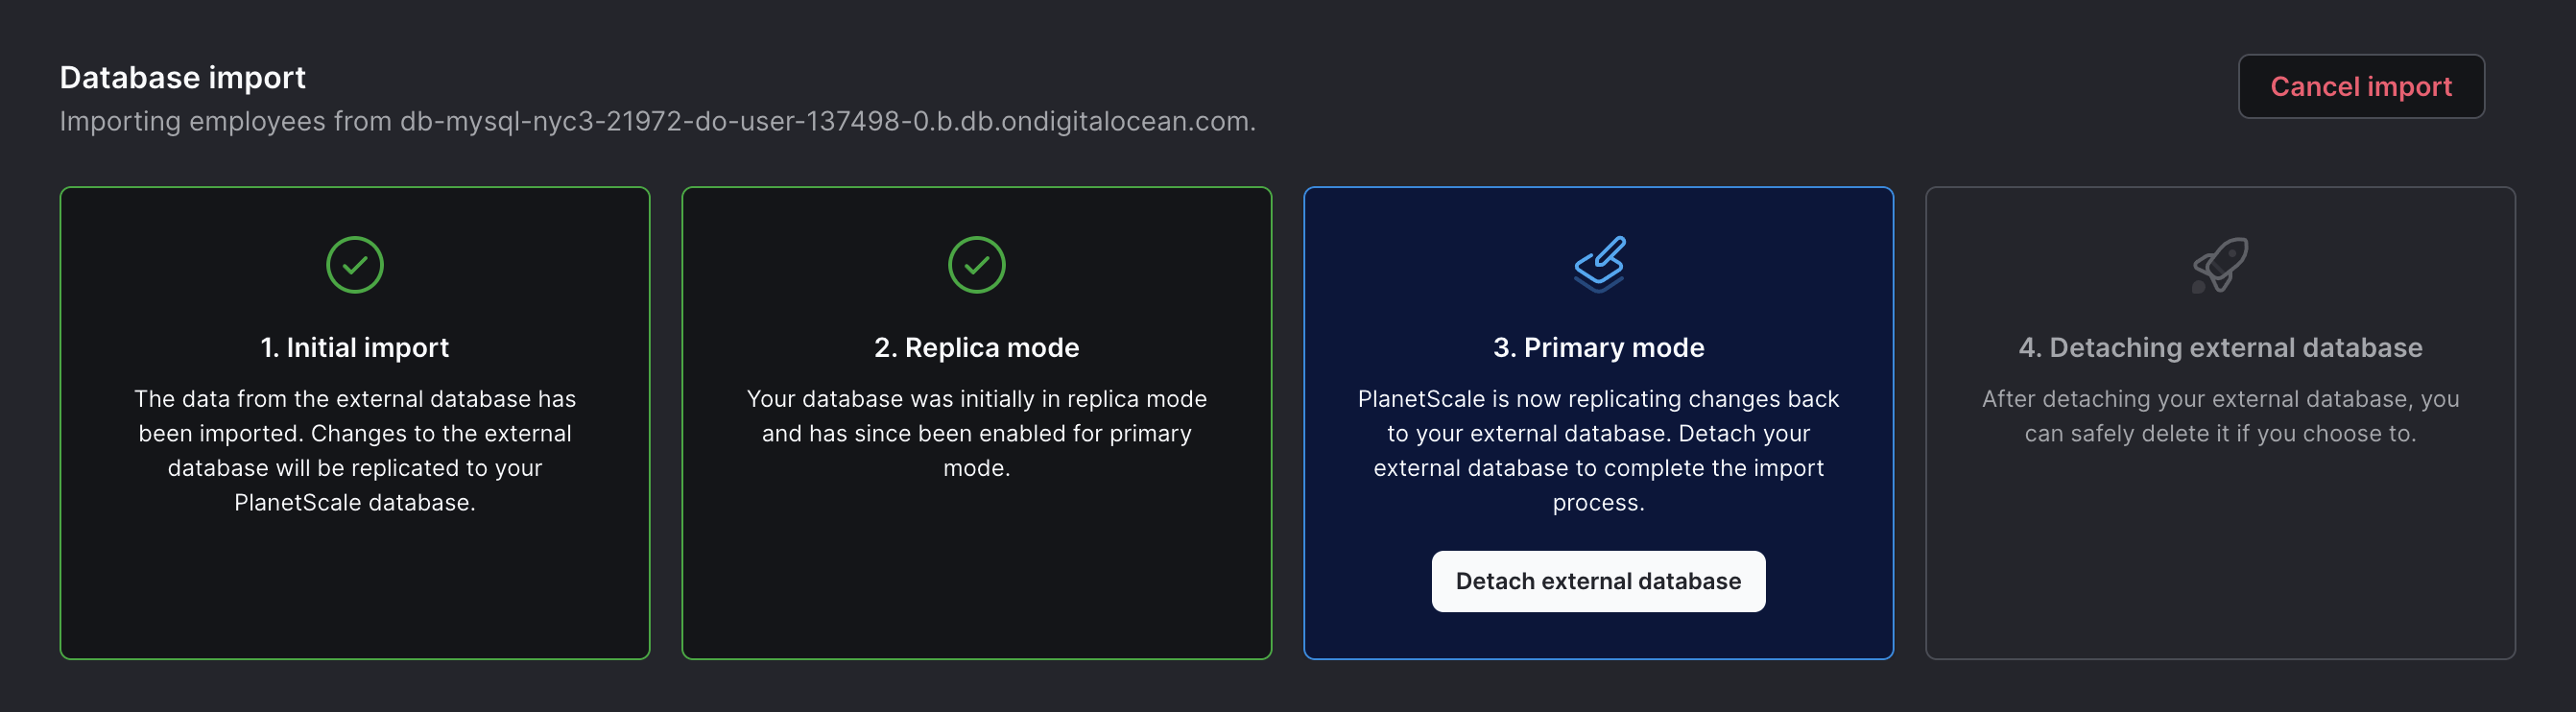 Database import
Cancel import
Importing employees from db-mysql-nyc3-21972-do-user-137498-0.b.db.ondigitalocean.com.
1. Initial import
The data from the external database has
been imported. Changes to the external
database will be replicated to your
PlanetScale database.
2. Replica mode
Your database was initially in replica mode
and has since been enabled for primary
mode.
3. Primary mode
PlanetScale is now replicating changes back
to your external database. Detach your
external database to complete the import
process.
Detach external database
4. Detaching external database
After detaching your external database, you
can safely delete it if you choose to.